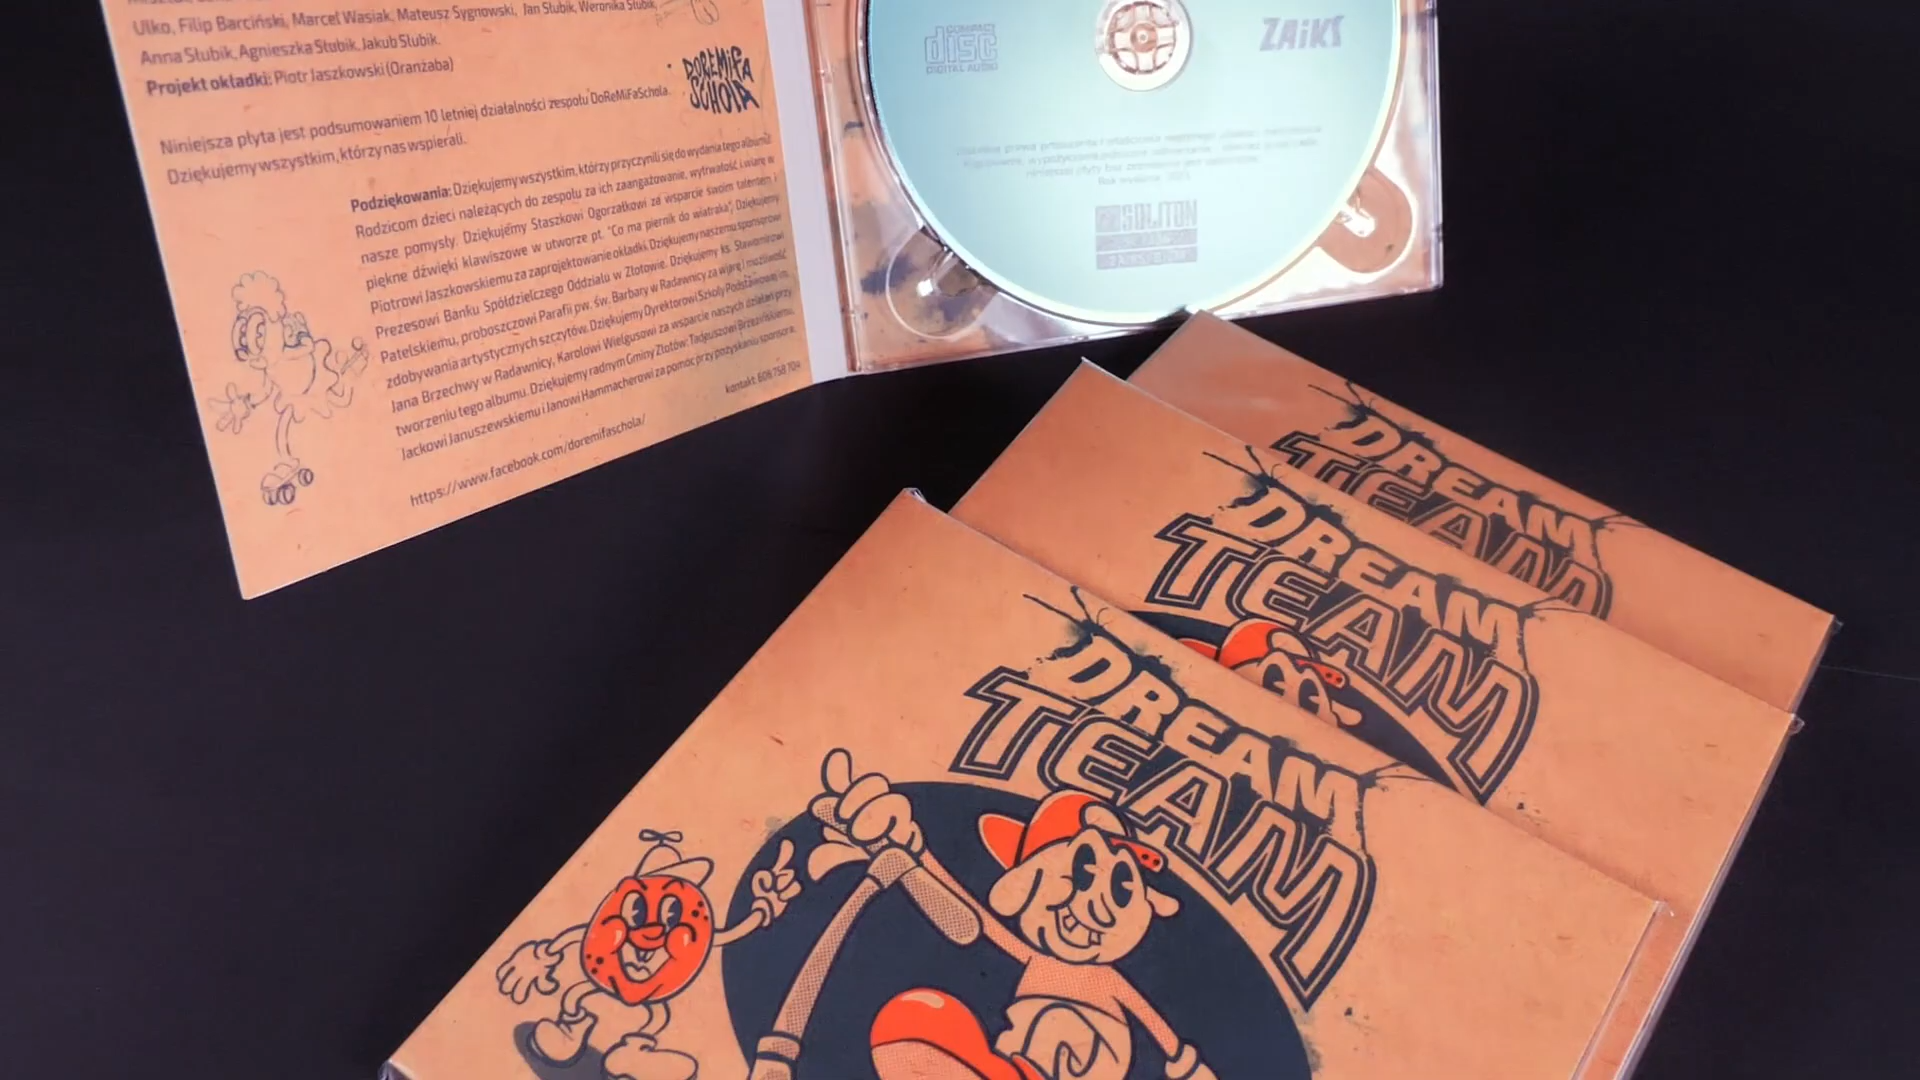 Ulko, Filip Barciński, Marcel Wasiak, Mateusz Sygnowski, Jan Słubik, Weronika Słubik,
Anna Słubik, Agnieszka Słubik, Jakub Słubik.
Projekt okładki: Piotr Jaszkowski (Oranżaba)
DOREMIFA
SCHOLA
Niniejsza płyta jest podsumowaniem 10 letniej działalności zespołu DoReMiFaSchola.
Dziękujemy wszystkim, którzy nas wspierali.
Podziękowania: Dziękujemy wszystkim, którzy przyczynili się do wydania tego albumu!
Rodzicom dzieci należących do zespołu za ich zaangażowanie, wytrwałość i wiarę w
nasze pomysły. Dziękujemy Staszkowi Ogorzałkowi za wsparcie swoim talentem i
piękne dźwięki klawiszowe w utworze pt. "Co ma piernik do wiatraka". Dziękujemy
Piotrowi Jaszkowskiemu za zaprojektowanie okładki. Dziękujemy naszemu sponsorowi
Prezesowi Banku Spółdzielczego Oddziału w Złotowie. Dziękujemy ks. Sławomirowi
Patelskiemu, proboszczowi Parafii pw. św. Barbary w Radawnicy za wiarę i możliwość
zdobywania artystycznych szczytów. Dziękujemy Dyrektorowi Szkoły Podstawowej im.
Jana Brzechwy w Radawnicy, Karolowi Wielgusowi za wsparcie naszych działań przy
tworzeniu tego albumu. Dziękujemy radnym Gminy Złotów: Tadeuszowi Brzezińskiemu,
Jackowi Januszewskiemu i Janowi Hammacherowi za pomoc przy pozyskaniu sponsora.
kontakt: 608 758 704
https://www.facebook.com/doremifaschola/
COMPACT
disc
DIGITAL AUDIO
ZAiKS
SOLITON
DREAM
TEAM
DREAM
TEAM
DREAM
TEAM